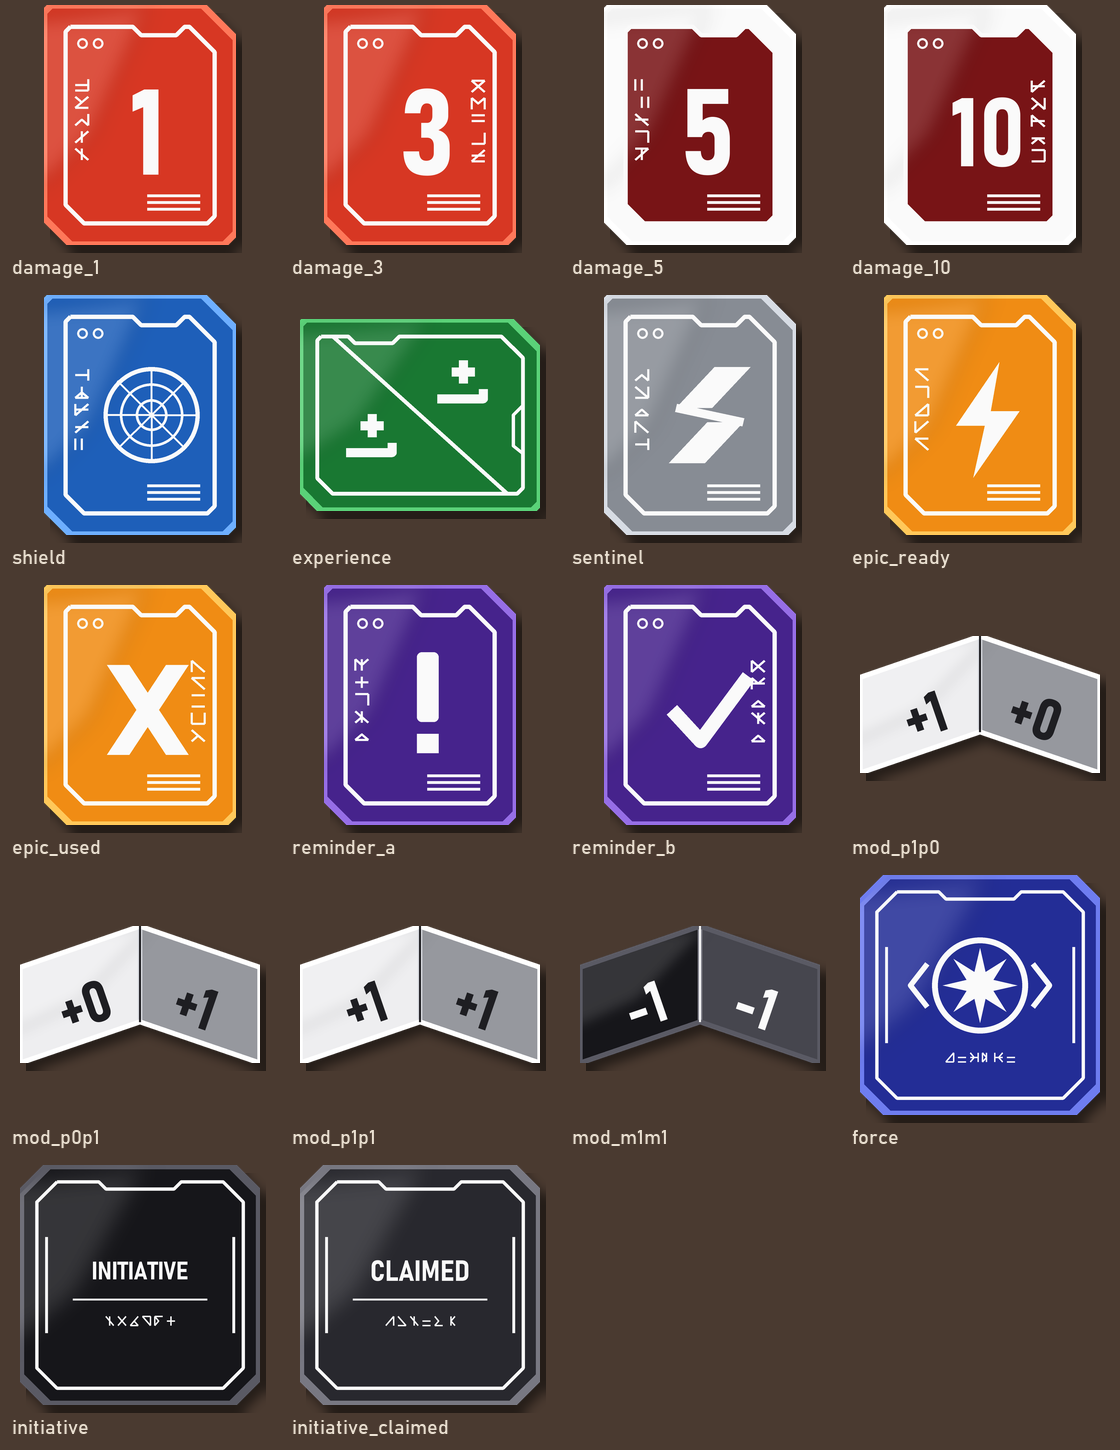 1 3 5 10
damage_1 damage_3 damage_5 damage_10
shield experience sentinel epic_ready
X !
+1 +0
epic_used reminder_a reminder_b mod_p1p0
+0 +1 +1 +1 -1 -1
mod_p0p1 mod_p1p1 mod_m1m1 force
INITIATIVE CLAIMED
initiative initiative_claimed